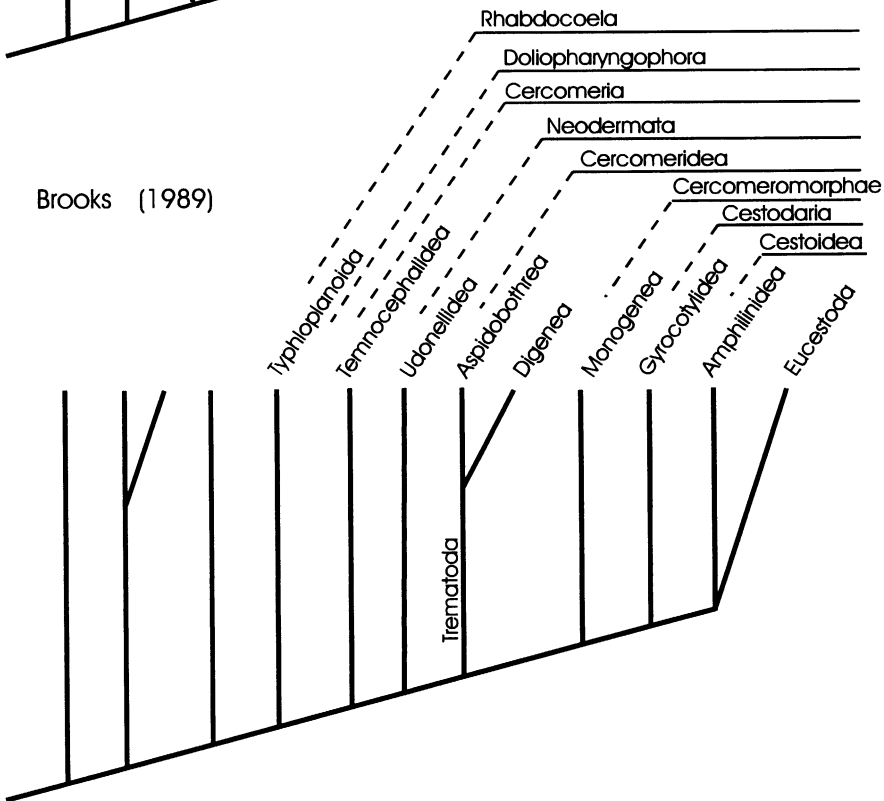 Rhabdocoela
Doliopharyngophora
Cercomeria
Neodermata
Cercomeridea
Cercomeromorphae
Cestodaria
Cestoidea
Brooks (1989)
Typhloplanoida
Temnocephalidea
Udonellidea
Aspidobothrea
Digenea
Monogenea
Gyrocotylidea
Amphilinidea
Eucestoda
Trematoda